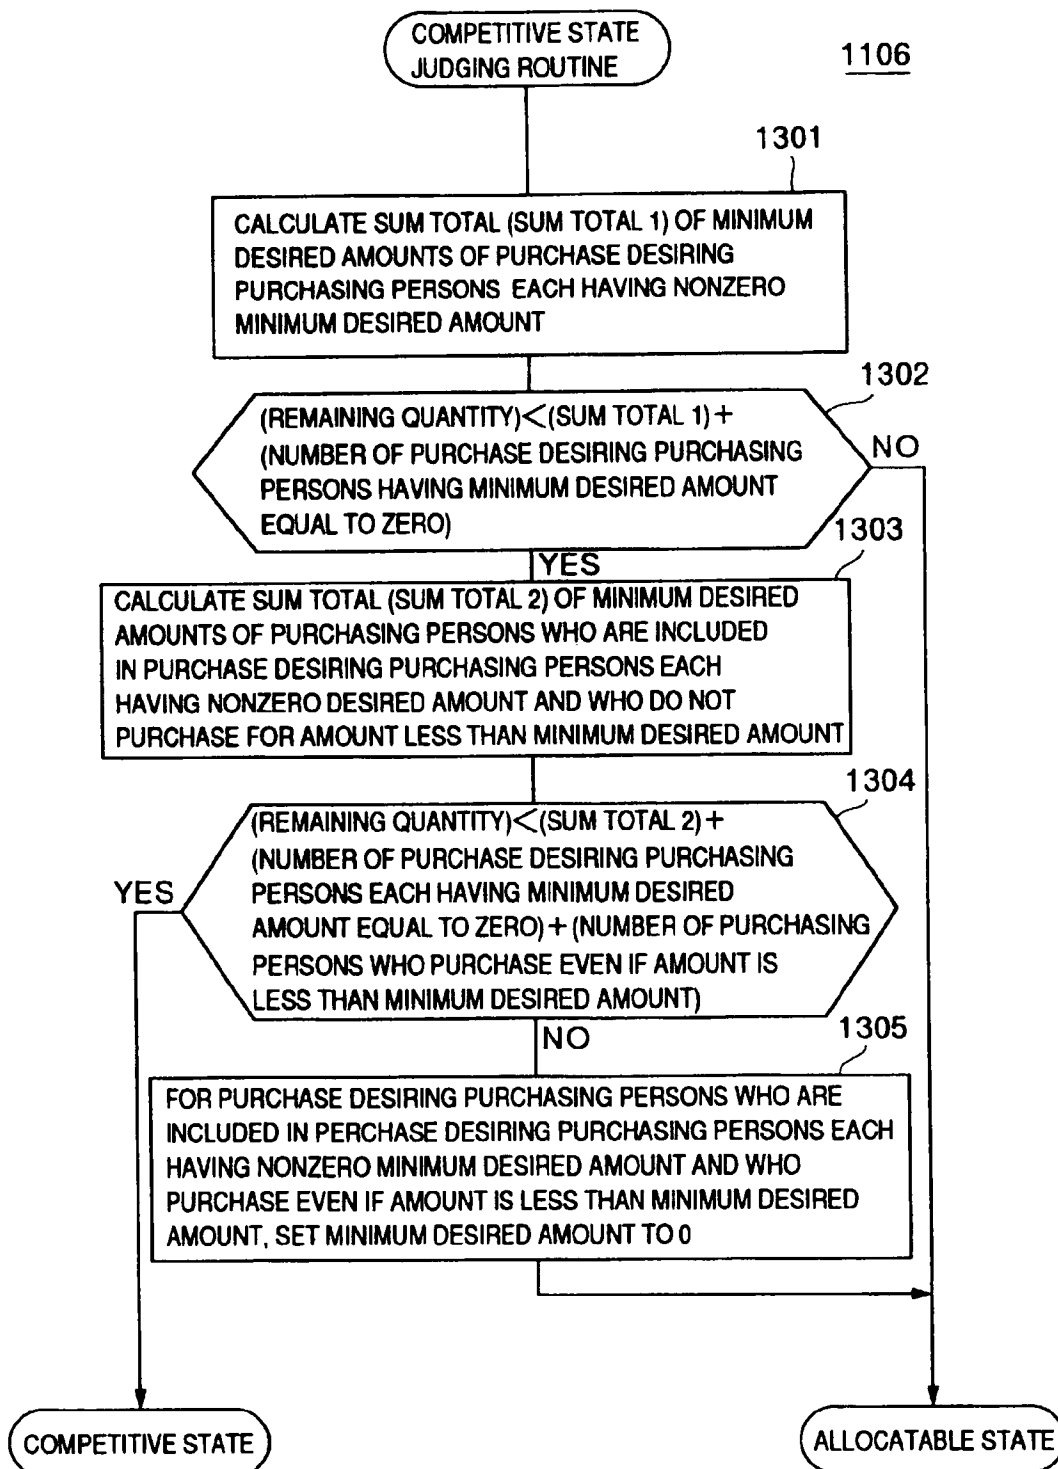 COMPETITIVE STATE
JUDGING ROUTINE
1106
1301
CALCULATE SUM TOTAL (SUM TOTAL 1) OF MINIMUM
DESIRED AMOUNTS OF PURCHASE DESIRING
PURCHASING PERSONS EACH HAVING NONZERO
MINIMUM DESIRED AMOUNT
1302
(REMAINING QUANTITY)<(SUM TOTAL 1)+
(NUMBER OF PURCHASE DESIRING PURCHASING
PERSONS HAVING MINIMUM DESIRED AMOUNT
EQUAL TO ZERO)
NO
YES
1303
CALCULATE SUM TOTAL (SUM TOTAL 2) OF MINIMUM DESIRED
AMOUNTS OF PURCHASING PERSONS WHO ARE INCLUDED
IN PURCHASE DESIRING PURCHASING PERSONS EACH
HAVING NONZERO DESIRED AMOUNT AND WHO DO NOT
PURCHASE FOR AMOUNT LESS THAN MINIMUM DESIRED AMOUNT
1304
(REMAINING QUANTITY)<(SUM TOTAL 2)+
(NUMBER OF PURCHASE DESIRING PURCHASING
PERSONS EACH HAVING MINIMUM DESIRED
AMOUNT EQUAL TO ZERO)+(NUMBER OF PURCHASING
PERSONS WHO PURCHASE EVEN IF AMOUNT IS
LESS THAN MINIMUM DESIRED AMOUNT)
YES
NO
1305
FOR PURCHASE DESIRING PURCHASING PERSONS WHO ARE
INCLUDED IN PERCHASE DESIRING PURCHASING PERSONS EACH
HAVING NONZERO MINIMUM DESIRED AMOUNT AND WHO
PURCHASE EVEN IF AMOUNT IS LESS THAN MINIMUM DESIRED
AMOUNT, SET MINIMUM DESIRED AMOUNT TO 0
COMPETITIVE STATE
ALLOCATABLE STATE